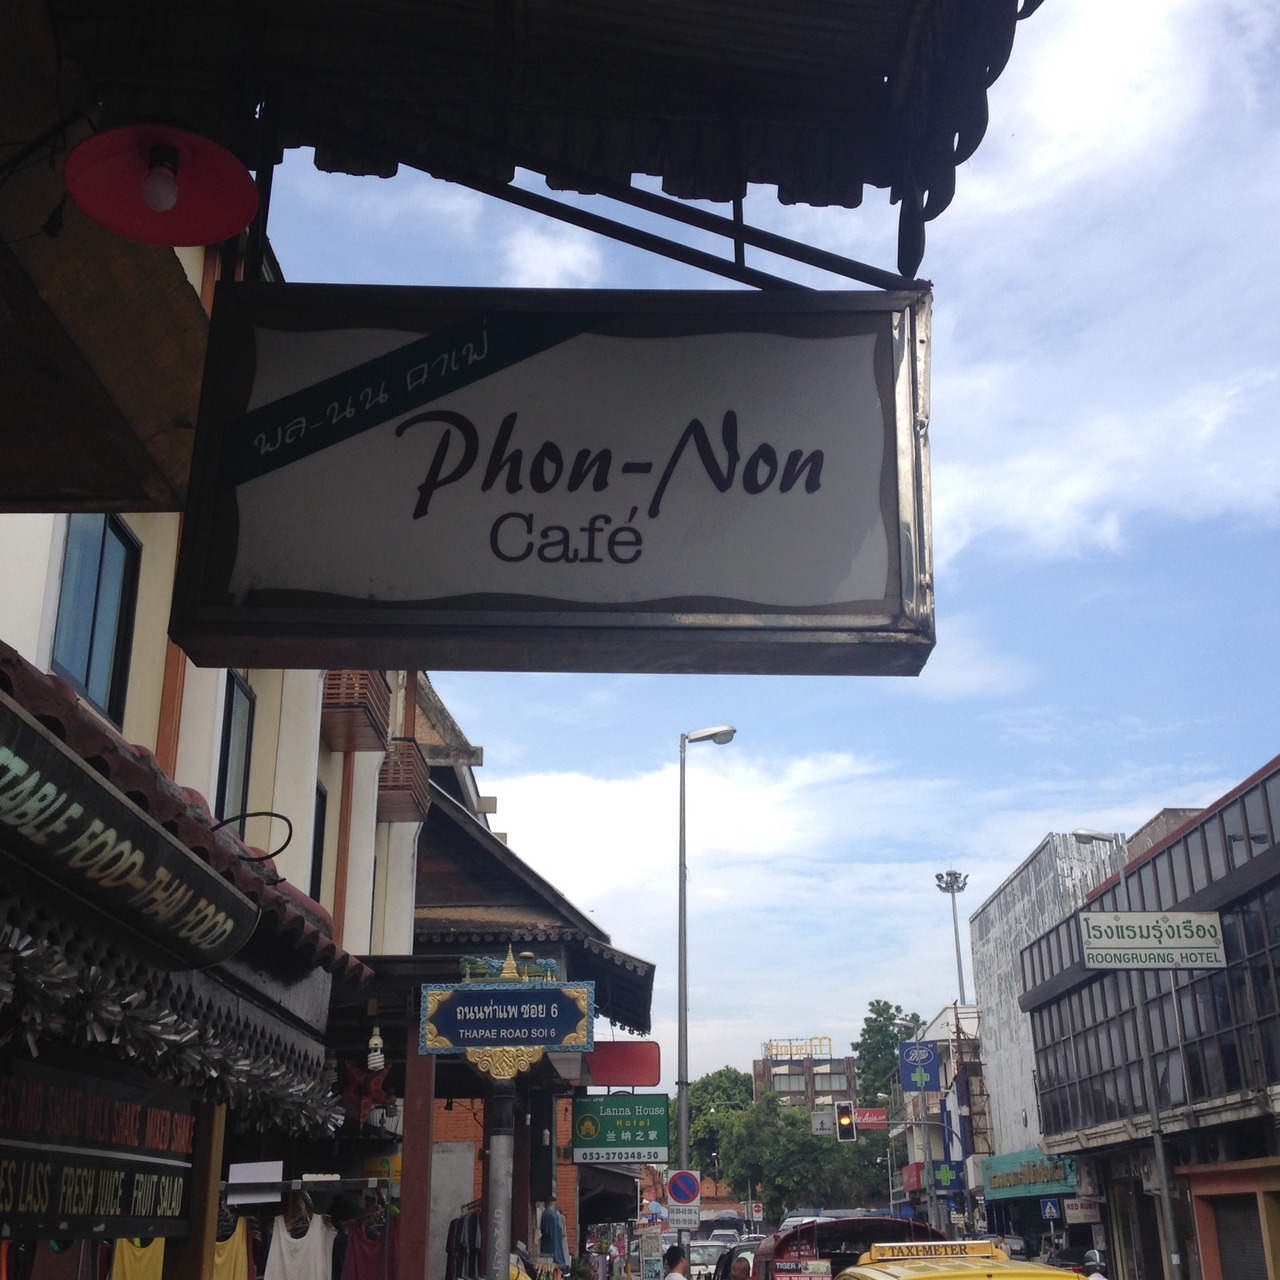 พล-นน คาเฟ่
Phon-Non
Café
FOOD-THAI FOOD
FRESH JUICE FRUIT SALAD
ถนนท่าแพ ซอย 6
THAPAE ROAD SOI 6
Lanna House
Hotel
兰纳之家
053-270348-50
โรงแรมรุ่งเรือง
ROONGRUANG HOTEL
Hotel M
Boots
TAXI-METER